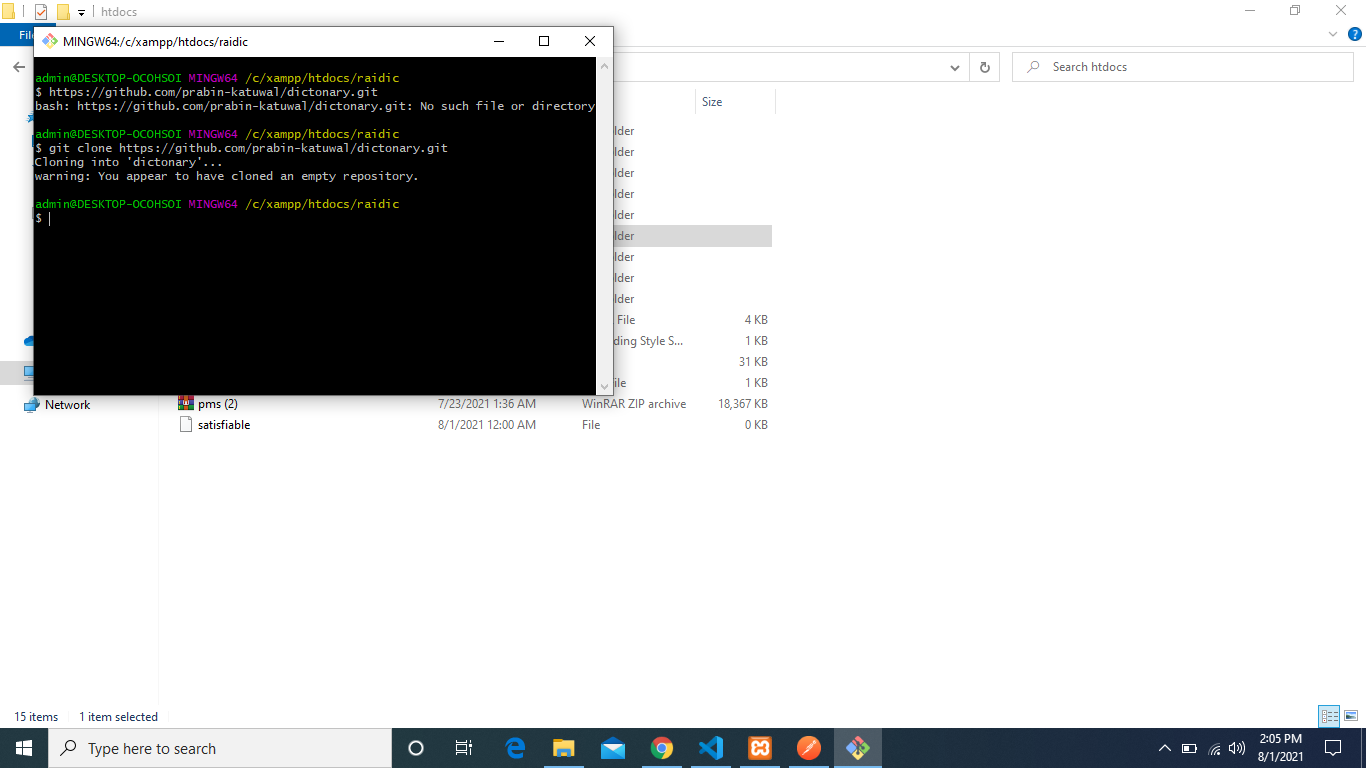 htdocs
File
MINGW64:/c/xampp/htdocs/raidic
admin@DESKTOP-OCOHSOI MINGW64 /c/xampp/htdocs/raidic
$ https://github.com/prabin-katuwal/dictonary.git
bash: https://github.com/prabin-katuwal/dictonary.git: No such file or directory
admin@DESKTOP-OCOHSOI MINGW64 /c/xampp/htdocs/raidic
$ git clone https://github.com/prabin-katuwal/dictonary.git
Cloning into 'dictonary'...
warning: You appear to have cloned an empty repository.
admin@DESKTOP-OCOHSOI MINGW64 /c/xampp/htdocs/raidic
$
Search htdocs
Size
lder
lder
lder
lder
lder
lder
lder
lder
lder
File 4 KB
ding Style S... 1 KB
31 KB
ile 1 KB
Network
pms (2) 7/23/2021 1:36 AM WinRAR ZIP archive 18,367 KB
satisfiable 8/1/2021 12:00 AM File 0 KB
15 items 1 item selected
Type here to search
2:05 PM
8/1/2021